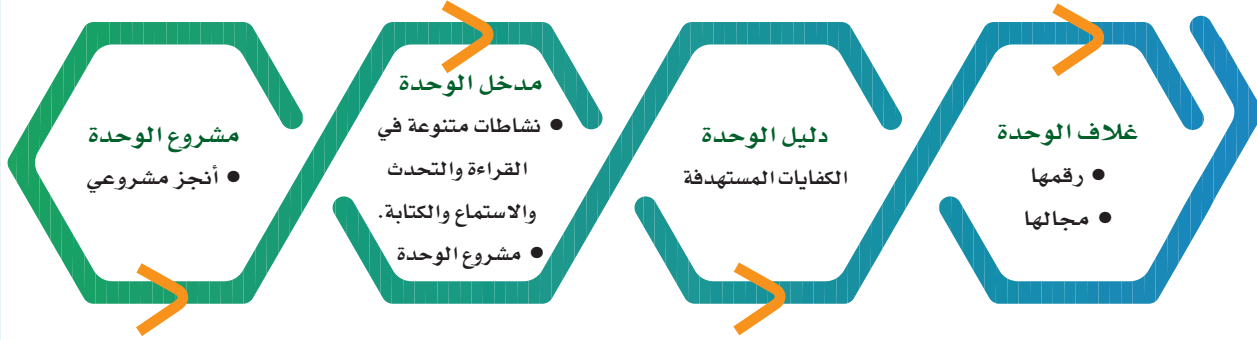 غلاف الوحدة
● رقمها
● مجالها
دليل الوحدة
الكفايات المستهدفة
مدخل الوحدة
● نشاطات متنوعة في
القراءة والتحدث
والاستماع والكتابة.
● مشروع الوحدة
مشروع الوحدة
● أنجز مشروعي